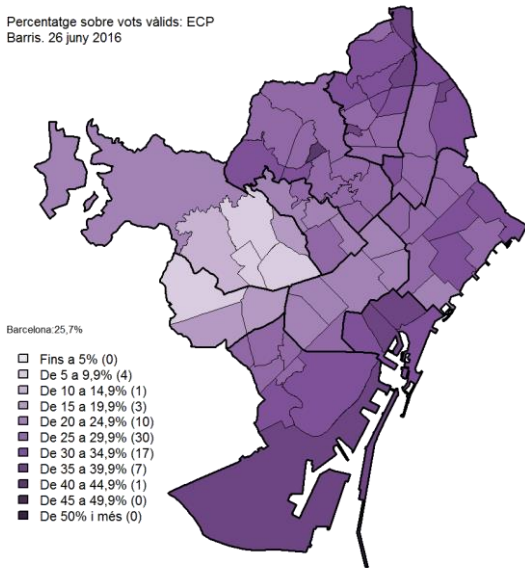 Percentatge sobre vots vàlids: ECP
Barris. 26 juny 2016
Barcelona:25,7%
Fins a 5% (0)
De 5 a 9,9% (4)
De 10 a 14,9% (1)
De 15 a 19,9% (3)
De 20 a 24,9% (10)
De 25 a 29,9% (30)
De 30 a 34,9% (17)
De 35 a 39,9% (7)
De 40 a 44,9% (1)
De 45 a 49,9% (0)
De 50% i més (0)